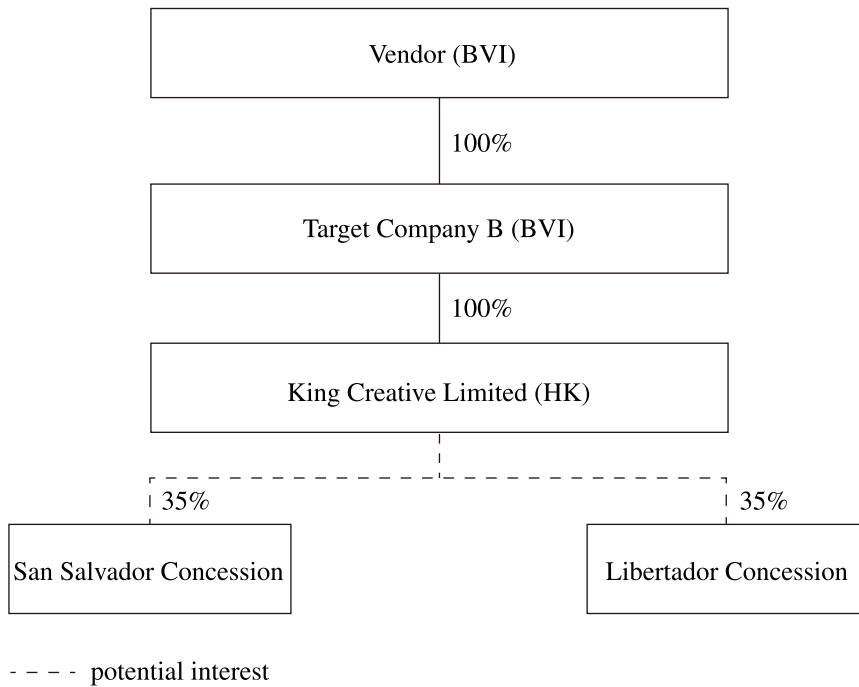 Vendor (BVI)
100%
Target Company B (BVI)
100%
King Creative Limited (HK)
35%
35%
San Salvador Concession
Libertador Concession
potential interest